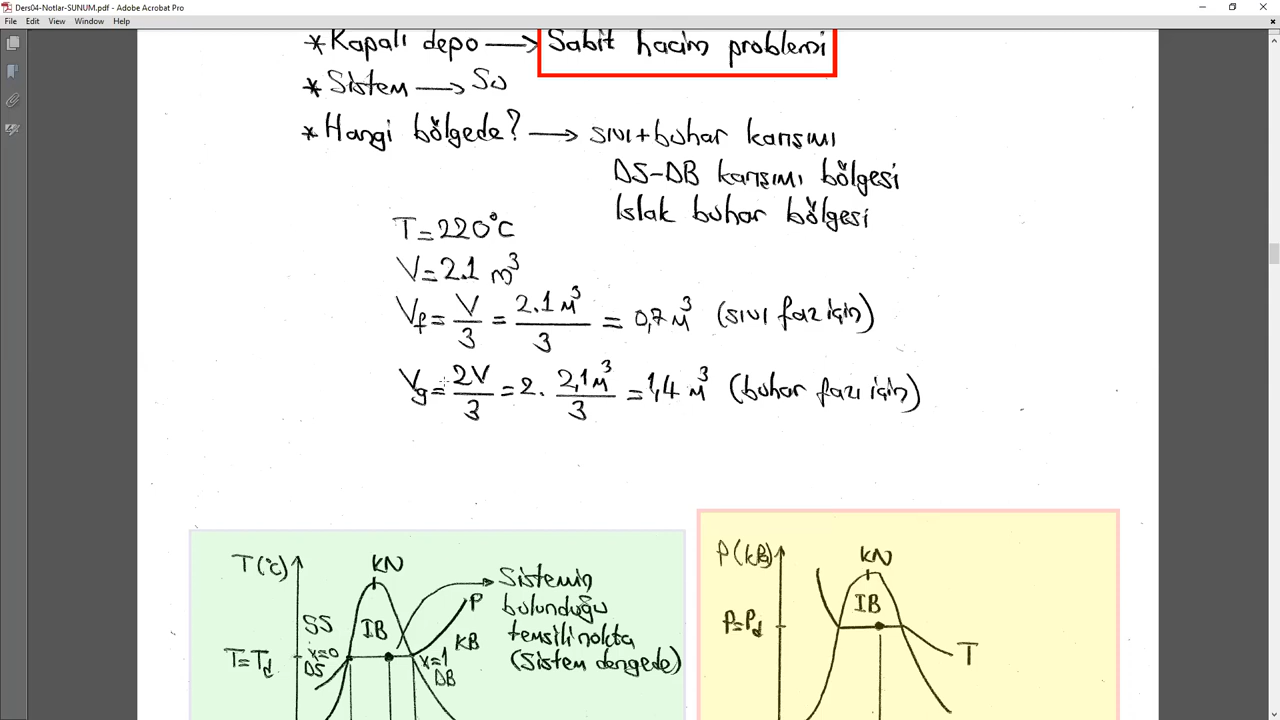 Ders04-Notlar-SUNUM.pdf - Adobe Acrobat Pro
File Edit View Window Help
*Kapalı depo → Sabit hacim problemi
*Sistem → Su
*Hangi bölgede? → sıvı+buhar karışımı
DS-DB karışımı bölgesi
Islak buhar bölgesi
T=220°C
V=2.1 m³
Vf = V/3 = 2.1 m³/3 = 0,7 m³ (sıvı faz için)
Vg = 2V/3 = 2. 2,1 m³/3 = 1,4 m³ (buhar fazı için)
T(°C)
KN
Sistemin
bulunduğu
temsili nokta
(Sistem dengede)
P
SS
IB
KB
T=Td
x=0
DS
x=1
DB
P(kB)
KN
IB
P=Pd
T